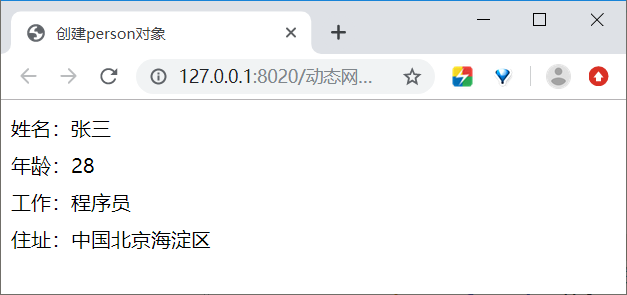 创建person对象
127.0.0.1:8020/动态网...
姓名：张三
年龄：28
工作：程序员
住址：中国北京海淀区